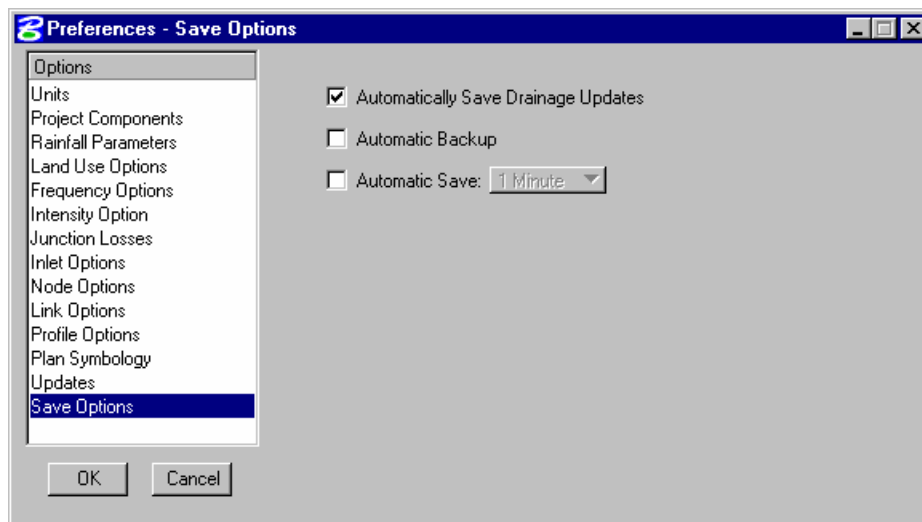 Preferences - Save Options
Options
Units
Project Components
Rainfall Parameters
Land Use Options
Frequency Options
Intensity Option
Junction Losses
Inlet Options
Node Options
Link Options
Profile Options
Plan Symbology
Updates
Save Options
Automatically Save Drainage Updates
Automatic Backup
Automatic Save: 1 Minute
OK Cancel